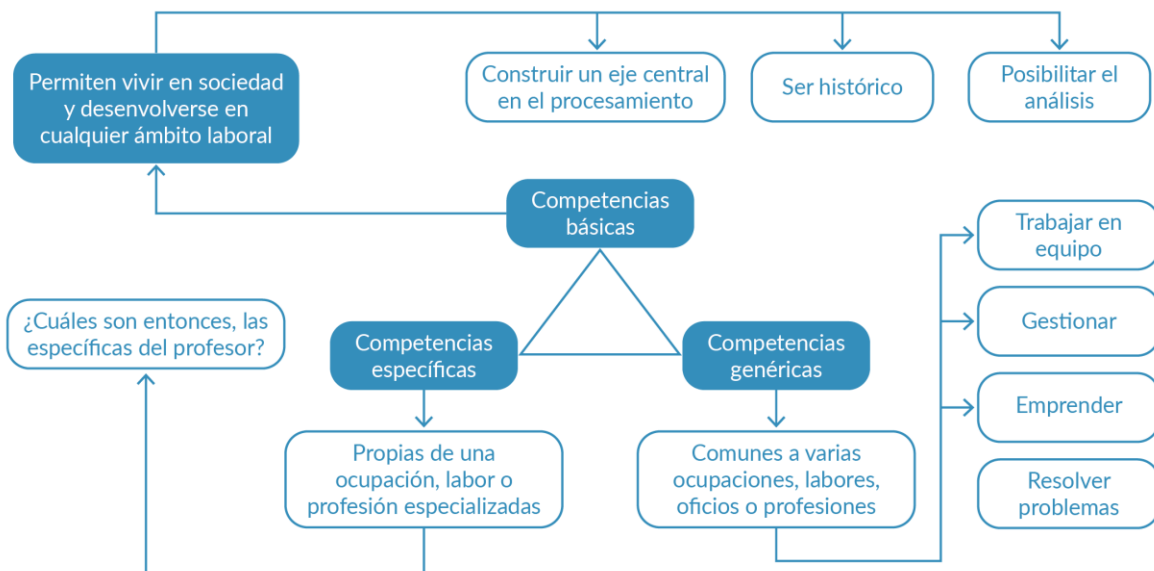 Permiten vivir en sociedad
y desenvolverse en
cualquier ámbito laboral
Construir un eje central
en el procesamiento
Ser histórico
Posibilitar el
análisis
Competencias
básicas
¿Cuáles son entonces, las
específicas del profesor?
Competencias
específicas
Competencias
genéricas
Propias de una
ocupación, labor o
profesión especializadas
Comunes a varias
ocupaciones, labores,
oficios o profesiones
Trabajar en
equipo
Gestionar
Emprender
Resolver
problemas